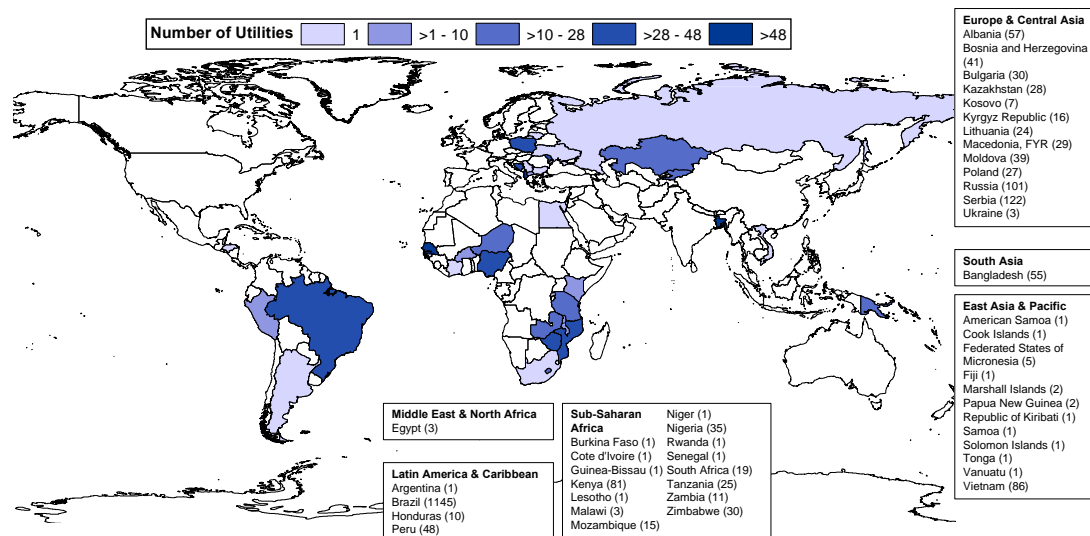 Number of Utilities 1 >1 - 10 >10 - 28 >28 - 48 >48
Europe & Central Asia
Albania (57)
Bosnia and Herzegovina
(41)
Bulgaria (30)
Kazakhstan (28)
Kosovo (7)
Kyrgyz Republic (16)
Lithuania (24)
Macedonia, FYR (29)
Moldova (39)
Poland (27)
Russia (101)
Serbia (122)
Ukraine (3)
South Asia
Bangladesh (55)
East Asia & Pacific
American Samoa (1)
Cook Islands (1)
Federated States of
Micronesia (5)
Fiji (1)
Marshall Islands (2)
Papua New Guinea (2)
Republic of Kiribati (1)
Samoa (1)
Solomon Islands (1)
Tonga (1)
Vanuatu (1)
Vietnam (86)
Middle East & North Africa
Egypt (3)
Latin America & Caribbean
Argentina (1)
Brazil (1145)
Honduras (10)
Peru (48)
Sub-Saharan
Africa
Burkina Faso (1)
Cote d'Ivoire (1)
Guinea-Bissau (1)
Kenya (81)
Lesotho (1)
Malawi (3)
Mozambique (15)
Niger (1)
Nigeria (35)
Rwanda (1)
Senegal (1)
South Africa (19)
Tanzania (25)
Zambia (11)
Zimbabwe (30)